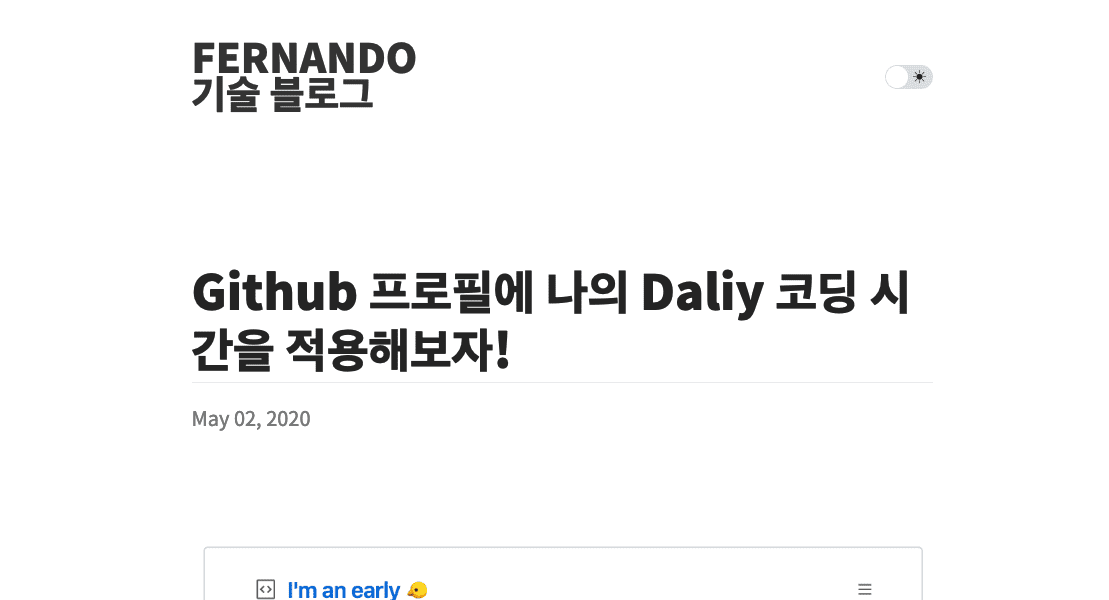 FERNANDO
기술 블로그
Github 프로필에 나의 Daliy 코딩 시
간을 적용해보자!
May 02, 2020
I'm an early 🐤